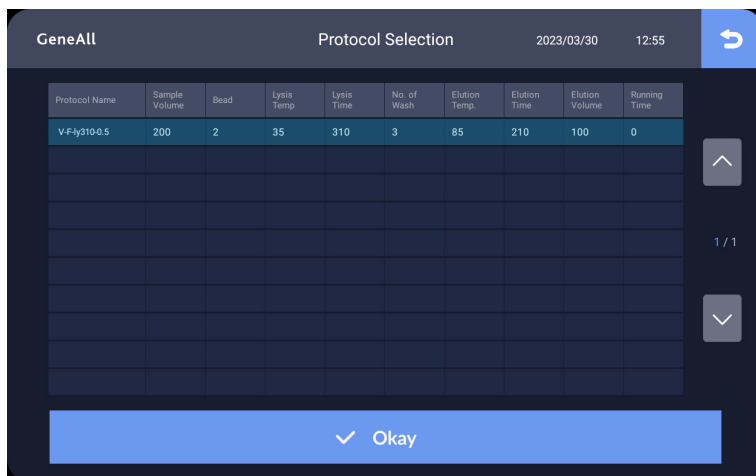 GeneAll Protocol Selection 2023/03/30 12:55
Protocol Name Sample Volume Bead Lysis Temp Lysis Time No. of Wash Elution Temp. Elution Time Elution Volume Running Time
V-F-ly310-0.5 200 2 35 310 3 85 210 100 0
1 / 1
Okay